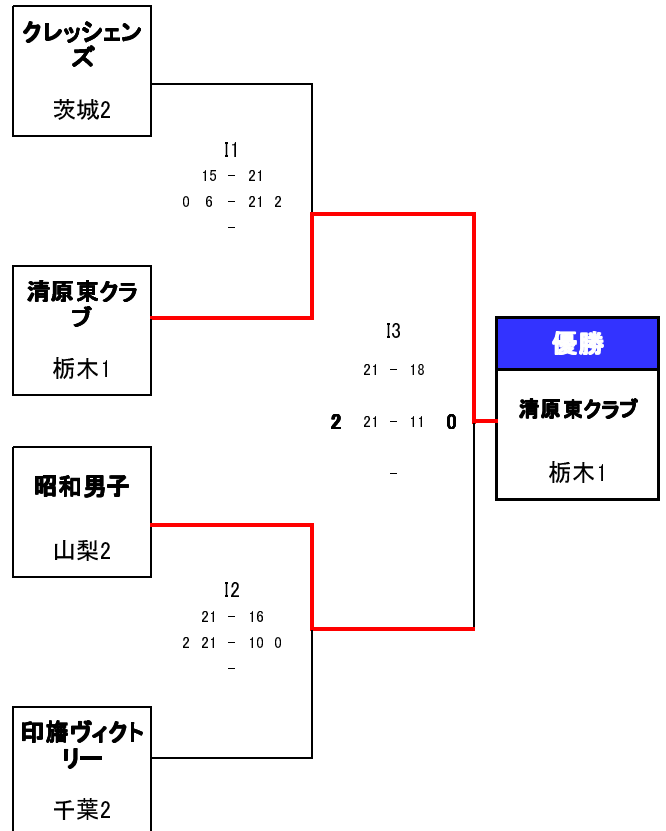 クレッシェン
ズ
茨城2
I1
15 - 21
0 6 - 21 2
-
清原東クラ
ブ
栃木1
I3
21 - 18
2 21 - 11 0
-
優勝
清原東クラブ
栃木1
昭和男子
山梨2
I2
21 - 16
2 21 - 10 0
-
印旛ヴィクト
リー
千葉2